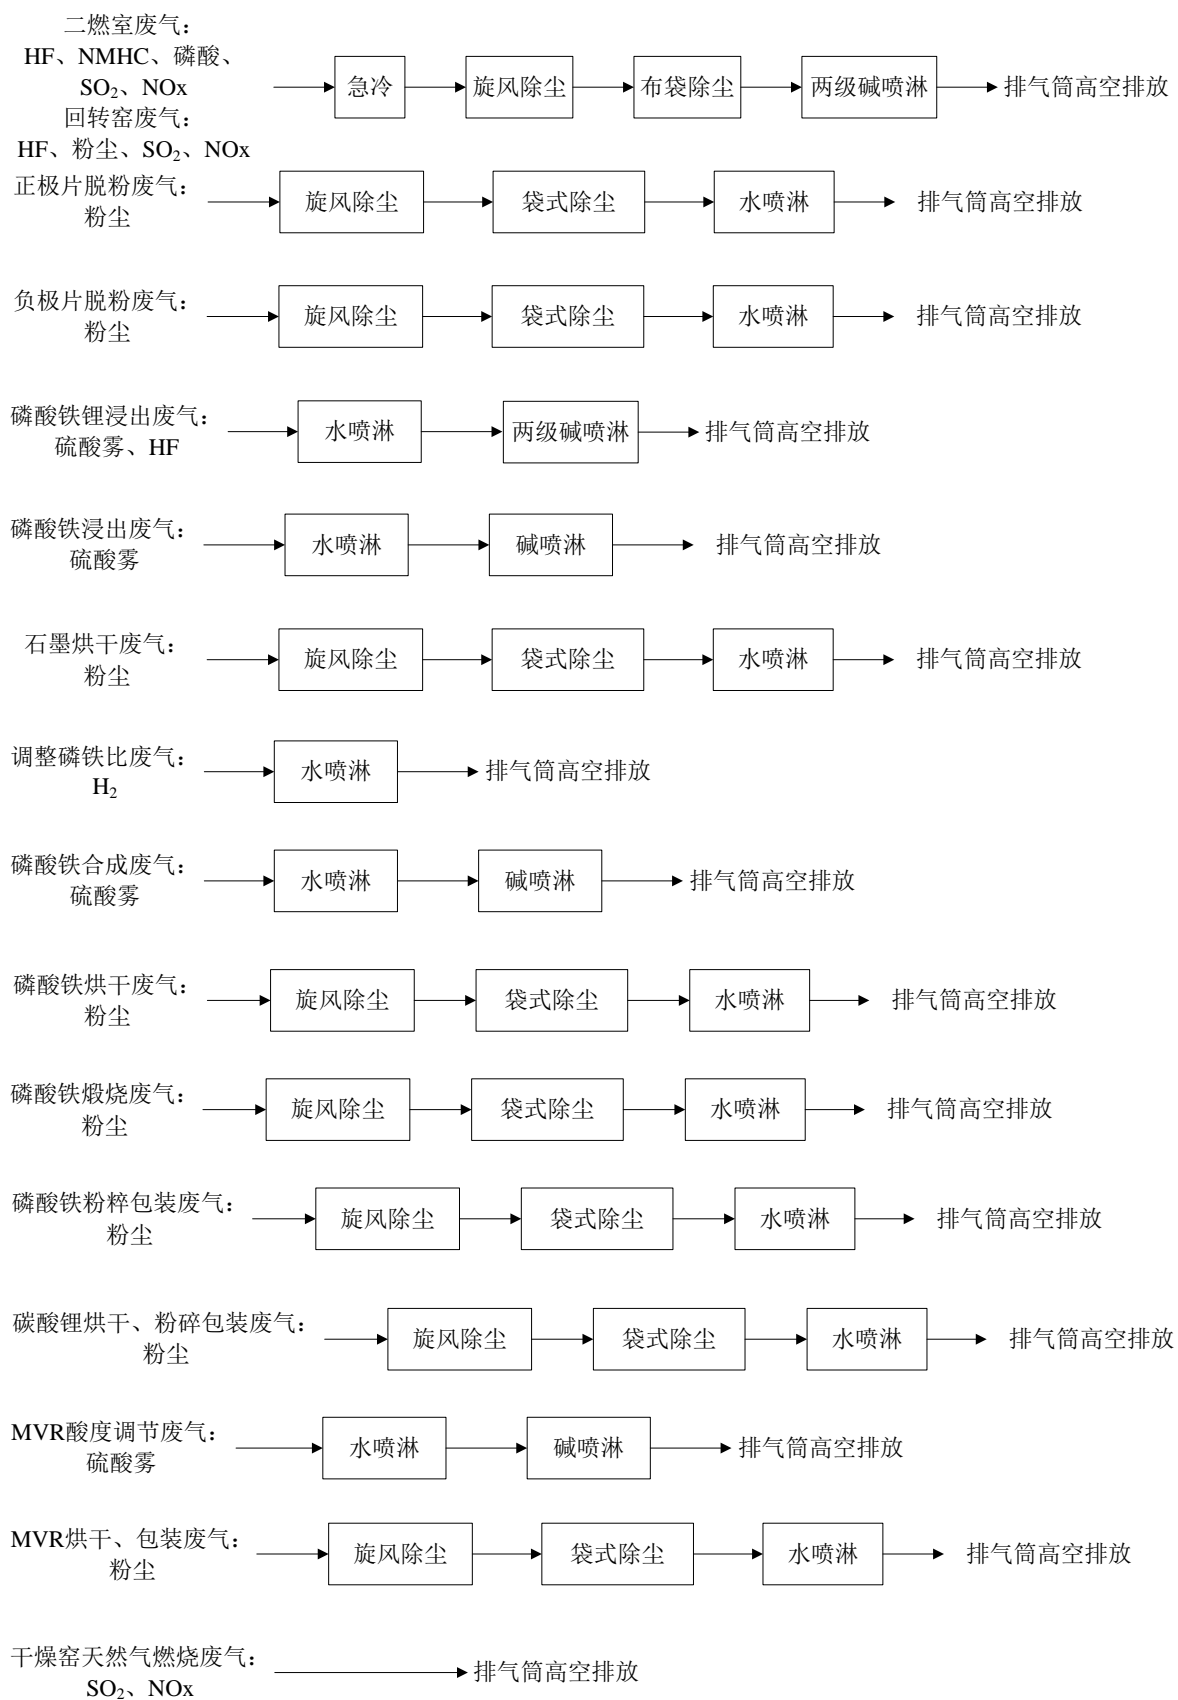 二燃室废气：
HF、NMHC、磷酸、
SO₂、NOx
回转窑废气：
HF、粉尘、SO₂、NOx
急冷
旋风除尘
布袋除尘
两级碱喷淋
排气筒高空排放
正极片脱粉废气：
粉尘
旋风除尘
袋式除尘
水喷淋
排气筒高空排放
负极片脱粉废气：
粉尘
旋风除尘
袋式除尘
水喷淋
排气筒高空排放
磷酸铁锂浸出废气：
硫酸雾、HF
水喷淋
两级碱喷淋
排气筒高空排放
磷酸铁浸出废气：
硫酸雾
水喷淋
碱喷淋
排气筒高空排放
石墨烘干废气：
粉尘
旋风除尘
袋式除尘
水喷淋
排气筒高空排放
调整磷铁比废气：
H₂
水喷淋
排气筒高空排放
磷酸铁合成废气：
硫酸雾
水喷淋
碱喷淋
排气筒高空排放
磷酸铁烘干废气：
粉尘
旋风除尘
袋式除尘
水喷淋
排气筒高空排放
磷酸铁煅烧废气：
粉尘
旋风除尘
袋式除尘
水喷淋
排气筒高空排放
磷酸铁粉粹包装废气：
粉尘
旋风除尘
袋式除尘
水喷淋
排气筒高空排放
碳酸锂烘干、粉碎包装废气：
粉尘
旋风除尘
袋式除尘
水喷淋
排气筒高空排放
MVR酸度调节废气：
硫酸雾
水喷淋
碱喷淋
排气筒高空排放
MVR烘干、包装废气：
粉尘
旋风除尘
袋式除尘
水喷淋
排气筒高空排放
干燥窑天然气燃烧废气：
SO₂、NOx
排气筒高空排放